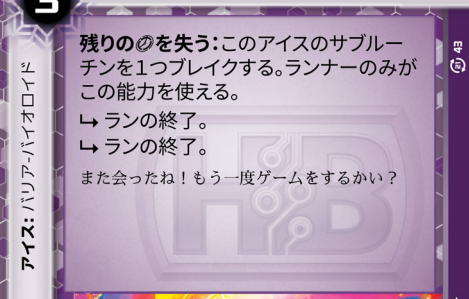 残りのを失う:このアイスのサブルー
チンを1つブレイクする。ランナーのみが
この能力を使える。
↳ ランの終了。
↳ ランの終了。
また会ったね！もう一度ゲームをするかい？
アイス: バリア-バイオロイド
43